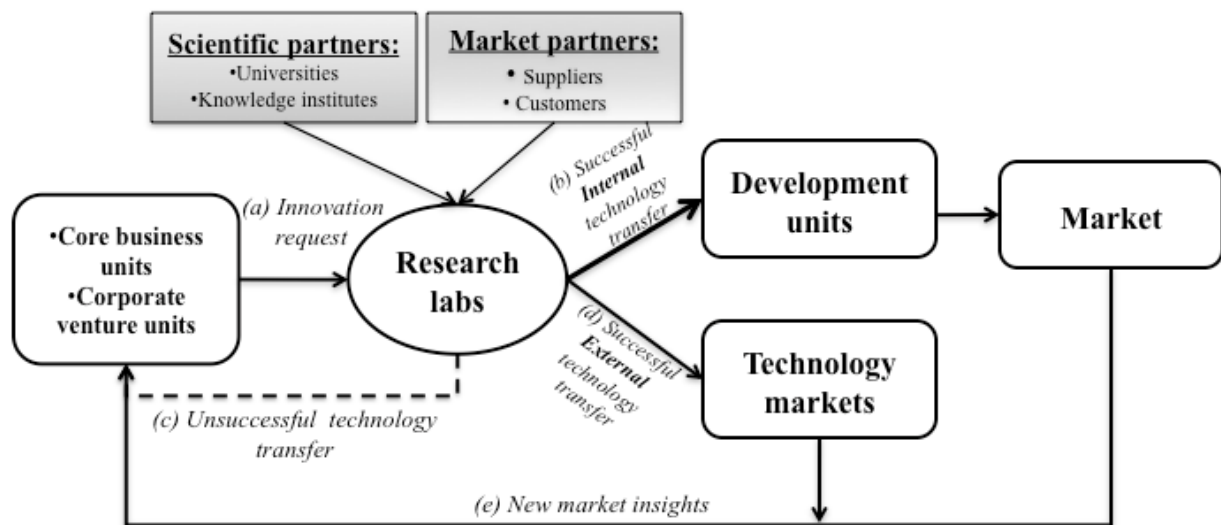 Scientific partners:
•Universities
•Knowledge institutes
Market partners:
• Suppliers
• Customers
(a) Innovation
request
•Core business
units
•Corporate
venture units
Research
labs
(b) Successful
Internal
technology
transfer
Development
units
Market
(d) Successful
External
technology
transfer
Technology
markets
(c) Unsuccessful technology
transfer
(e) New market insights